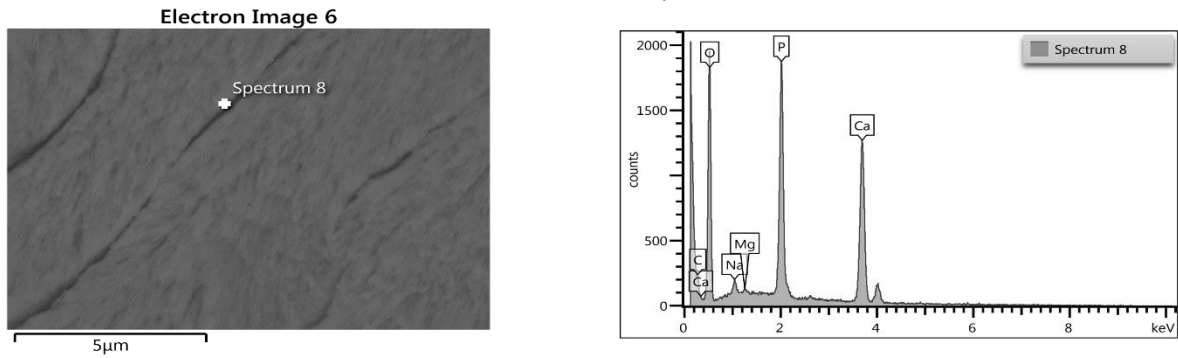 Electron Image 6
Spectrum 8
5µm
Spectrum 8
2000
1500
500
0
counts
O
P
Ca
C
Ca
Na
Mg
0
2
4
6
8
keV